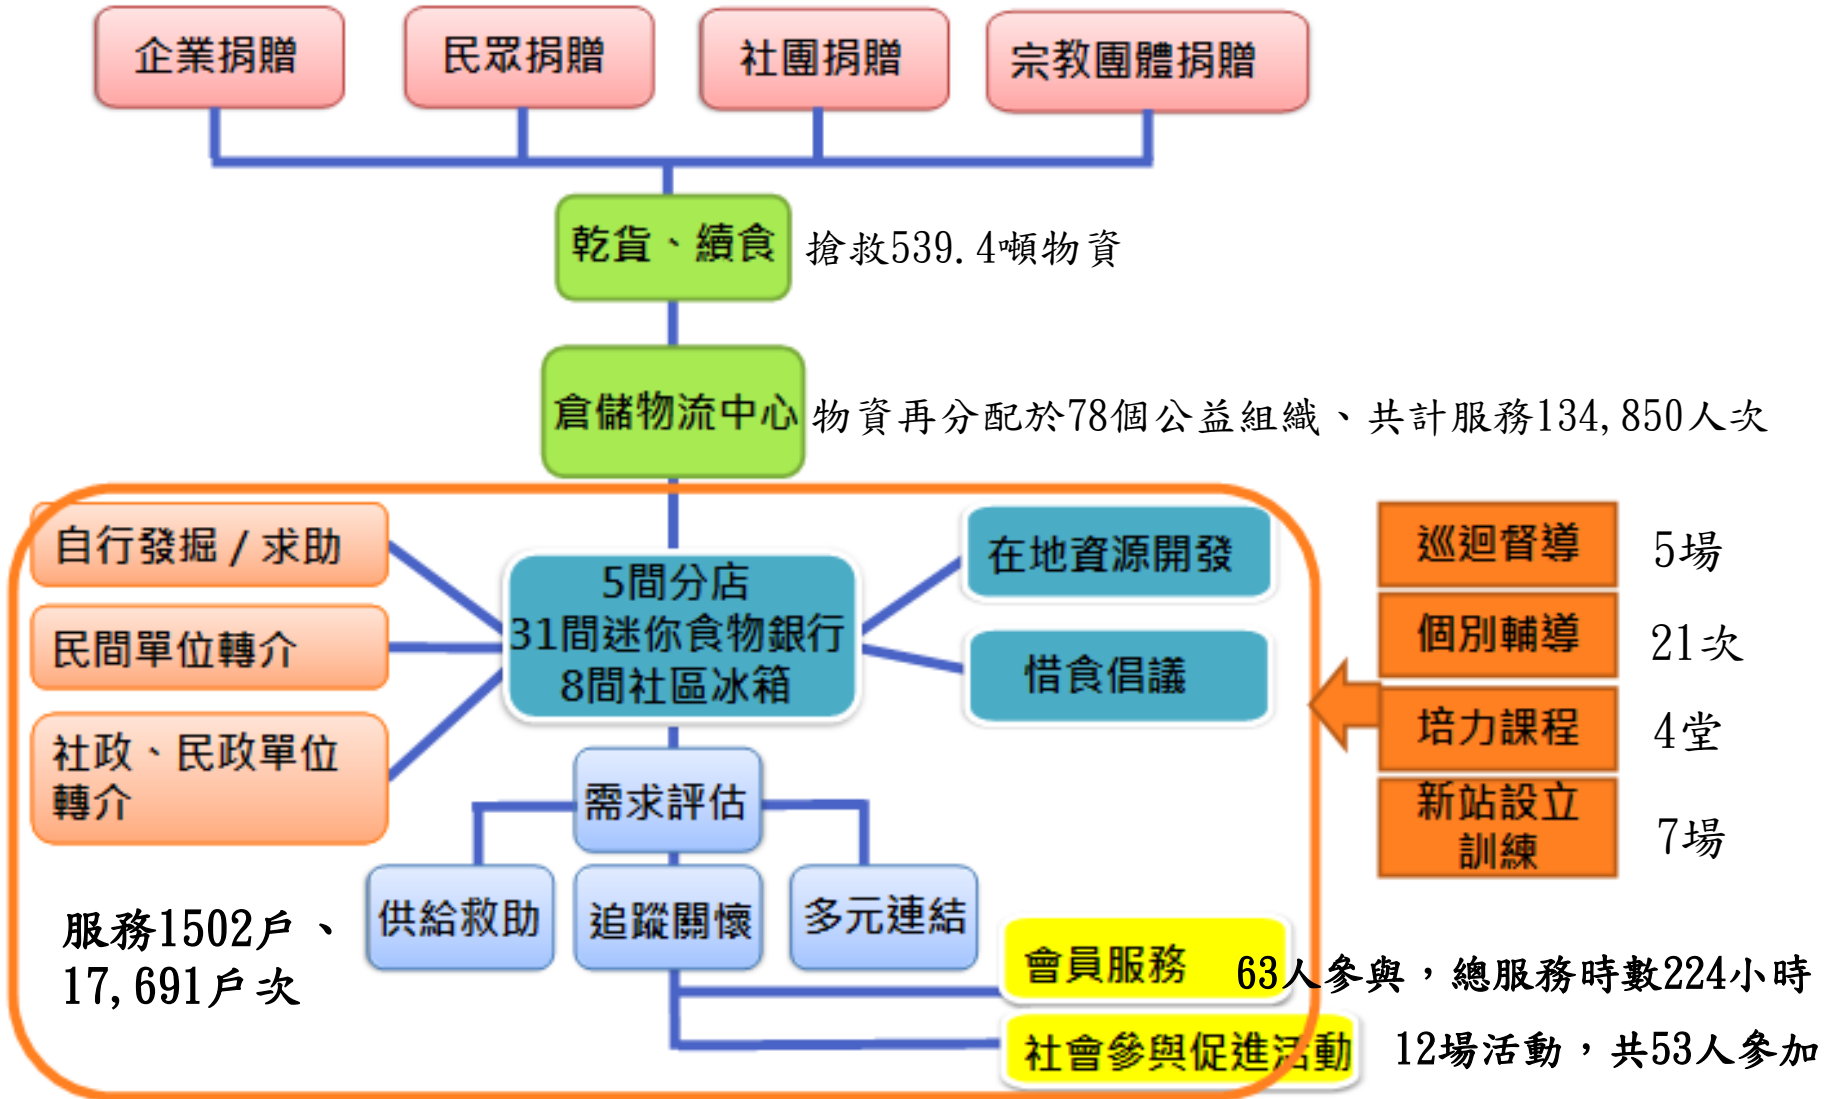 企業捐贈
民眾捐贈
社團捐贈
宗教團體捐贈
乾貨、續食
搶救539.4噸物資
倉儲物流中心
物資再分配於78個公益組織、共計服務134,850人次
自行發掘 / 求助
民間單位轉介
社政、民政單位
轉介
5間分店
31間迷你食物銀行
8間社區冰箱
在地資源開發
惜食倡議
巡迴督導
5場
個別輔導
21次
培力課程
4堂
新站設立
訓練
7場
需求評估
供給救助
追蹤關懷
多元連結
服務1502戶、
17,691戶次
會員服務
63人參與，總服務時數224小時
社會參與促進活動
12場活動，共53人參加